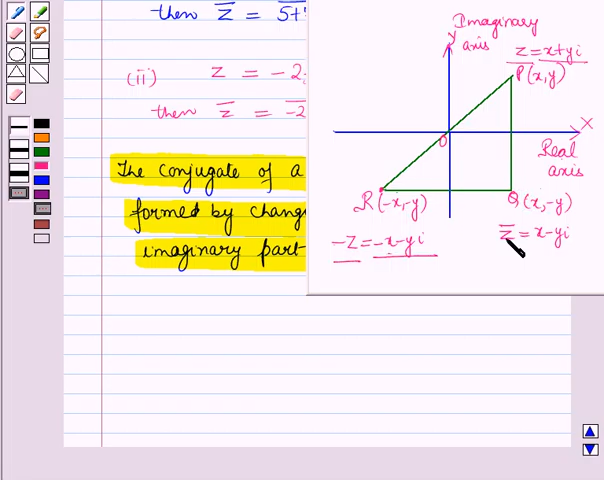 then z̅ = 5+
(ii) z = -2
then z̅ = -2
The conjugate of a
formed by chang
imaginary part-
Imaginary
axis
Y
z = x+yi
P(x,y)
X
O
Real
axis
R(-x,-y)
Q(x,-y)
-z = -x-yi
z̅ = x-yi